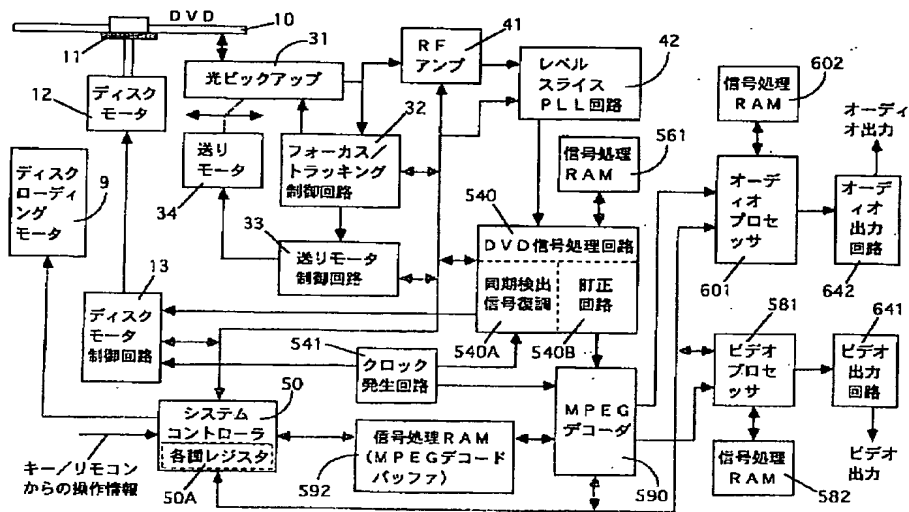 DVD
10
11
31
光ピックアップ
41
RF
アンプ
レベル
スライス
PLL回路
42
602
信号処理
RAM
オーディ
オ出力
12
ディスク
モータ
32
フォーカス/
トラッキング
制御回路
送り
モータ
34
信号処理
RAM
561
540
オーディ
オプロセ
ッサ
601
オーデ
ィオ出力
回路
642
ディスク
ローディ
ング
モータ
9
33
送りモータ
制御回路
DVD信号処理回路
同期検出
信号復調
訂正
回路
540A
540B
13
ディスク
モータ
制御回路
541
クロック
発生回路
581
ビデオ
プロセ
ッサ
641
ビデオ
出力
回路
システム
コントローラ
50
各種レジスタ
50A
キー/リモコン
からの操作情報
信号処理RAM
(MPEGデコード
バッファ)
592
MPEG
デコーダ
590
信号処理
RAM
582
ビデオ
出力